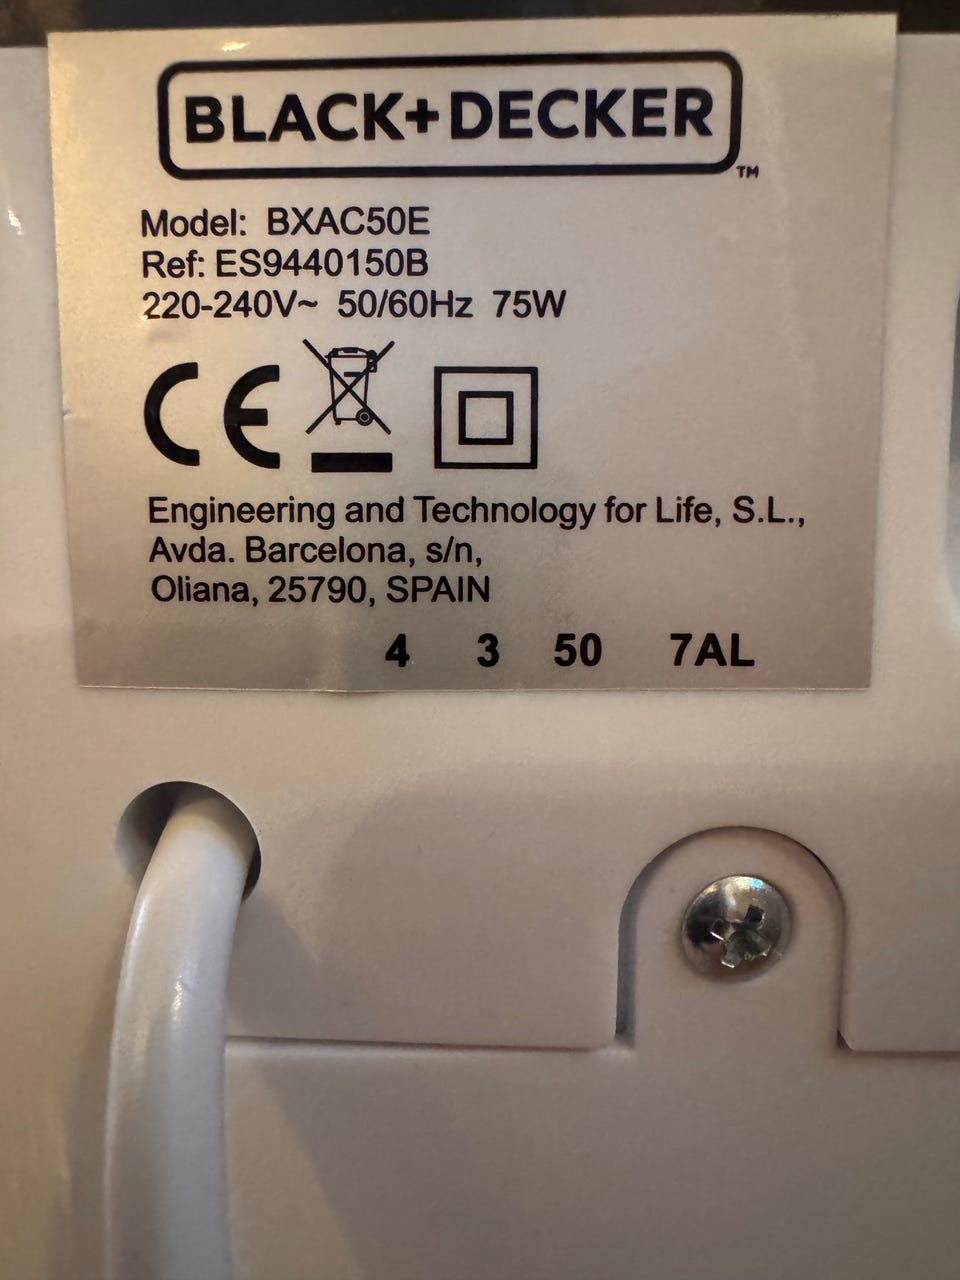 BLACK+DECKER
TM
Model: BXAC50E
Ref: ES9440150B
220-240V~ 50/60Hz 75W
CE
Engineering and Technology for Life, S.L.,
Avda. Barcelona, s/n,
Oliana, 25790, SPAIN
4 3 50 7AL